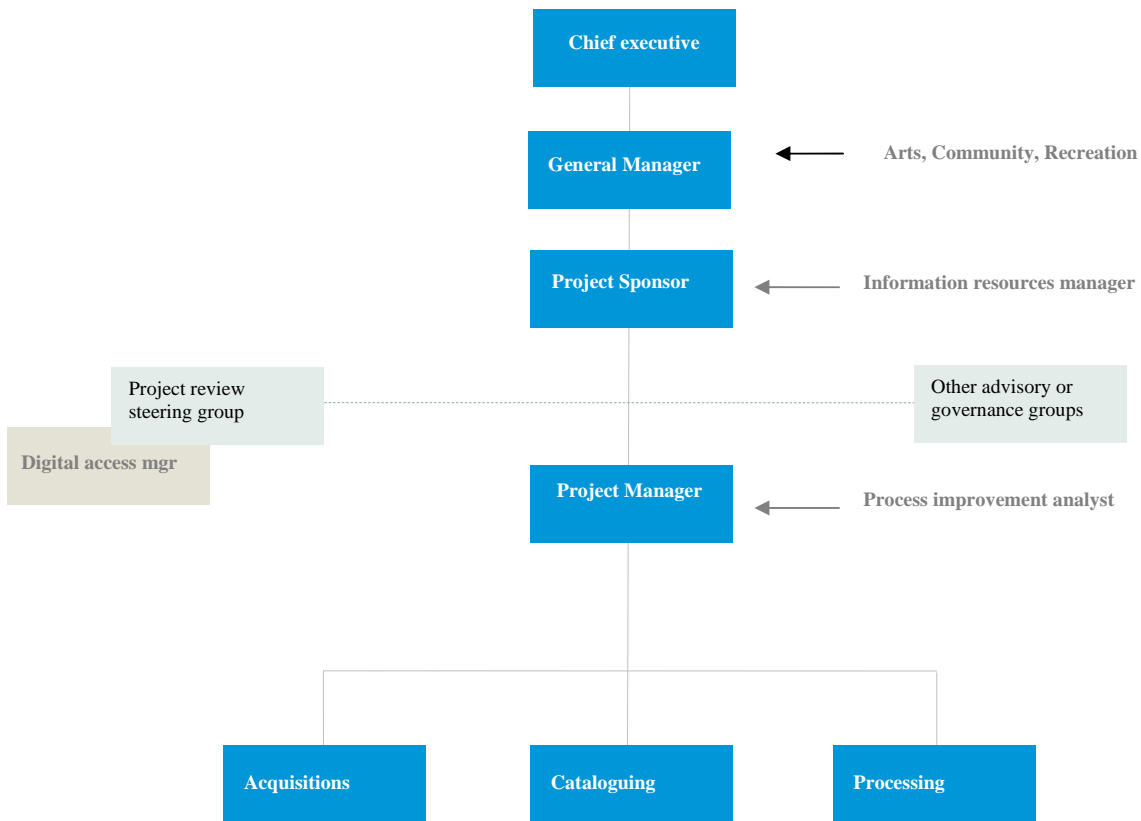 Chief executive
General Manager
Arts, Community, Recreation
Project Sponsor
Information resources manager
Project review
steering group
Other advisory or
governance groups
Digital access mgr
Project Manager
Process improvement analyst
Acquisitions
Cataloguing
Processing